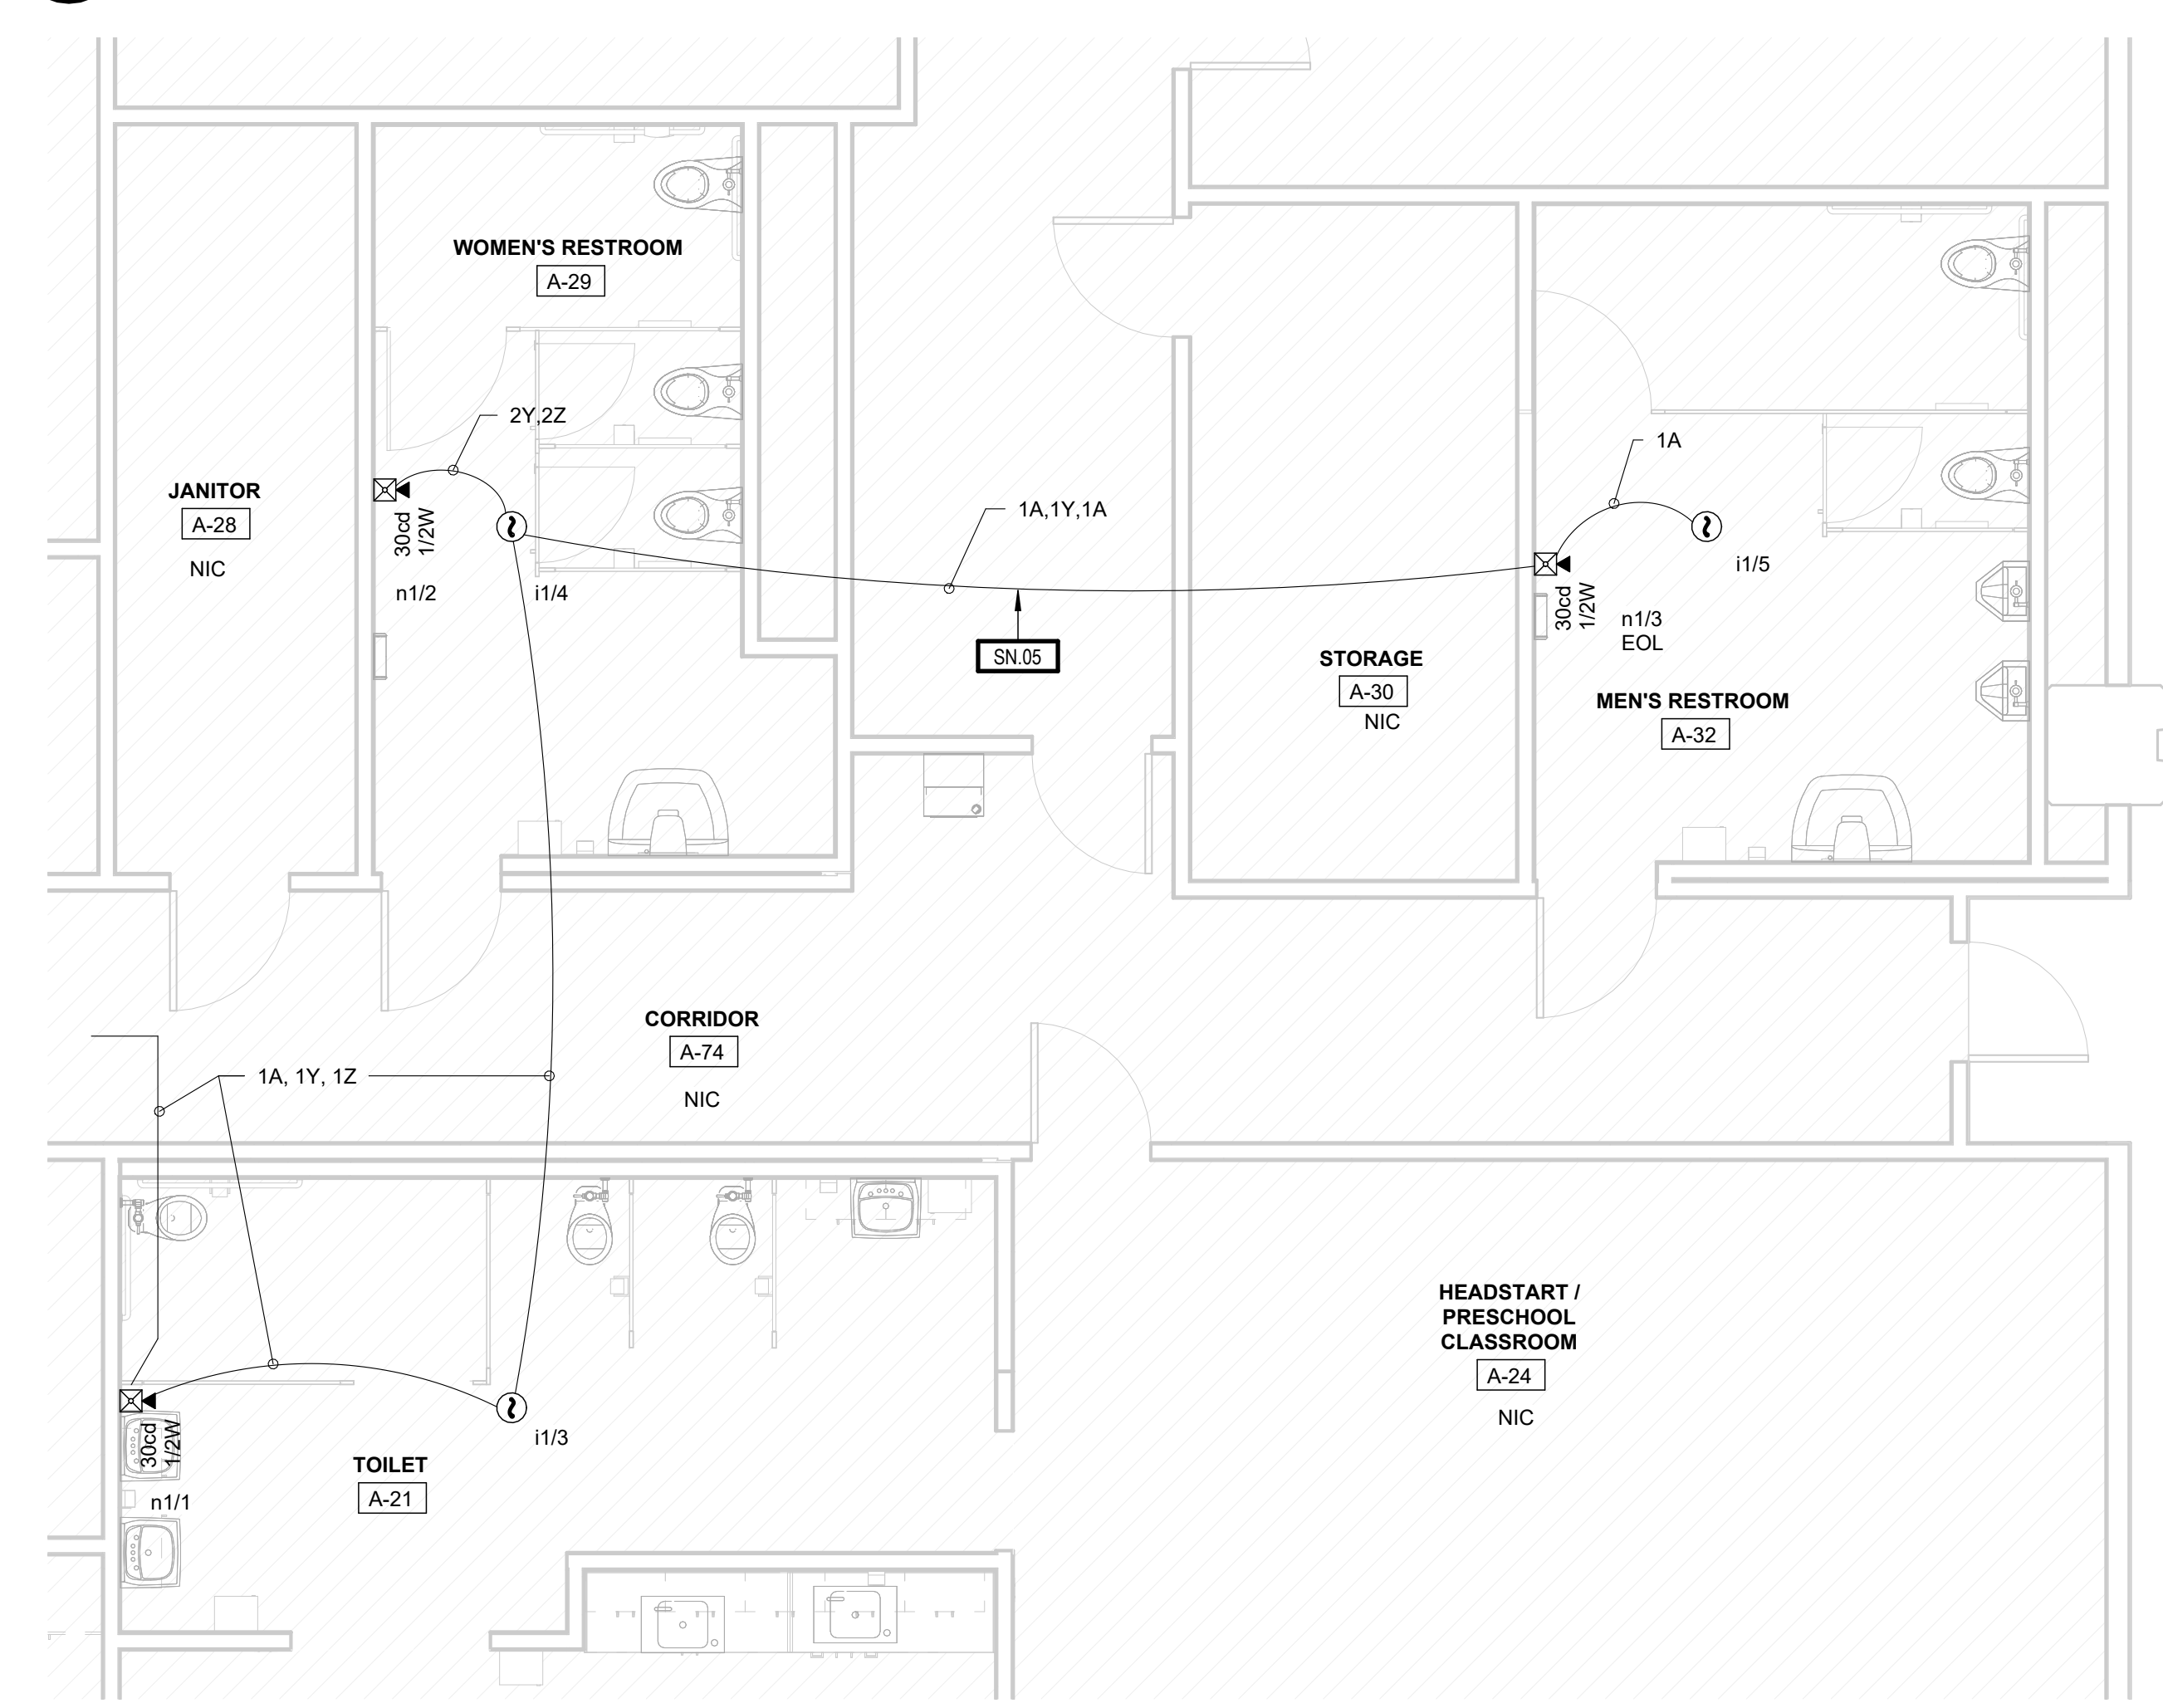 WOMEN'S RESTROOM
A-29
2Y,2Z
1A
JANITOR
A-28
NIC
30cd
1/2W
n1/2
i1/4
1A,1Y,1A
SN.05
30cd
1/2W
i1/5
n1/3
EOL
STORAGE
A-30
NIC
MEN'S RESTROOM
A-32
CORRIDOR
A-74
NIC
1A, 1Y, 1Z
HEADSTART /
PRESCHOOL
CLASSROOM
A-24
NIC
30cd
1/2W
n1/1
i1/3
TOILET
A-21